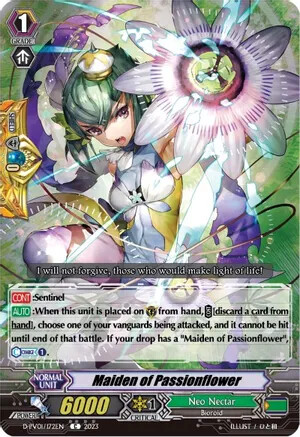 1
GRADE
I will not forgive, those who would make light of life!
CONT:Sentinel
AUTO:When this unit is placed on from hand, [discard a card from
hand], choose one of your vanguards being attacked, and it cannot be hit
until end of that battle. If your drop has a "Maiden of Passionflower",
NORMAL
UNIT
Maiden of Passionflower
POWER
6000
1
CRITICAL
Neo Nectar
Bioroid
D-PV01/172EN C 2023
ILLUST